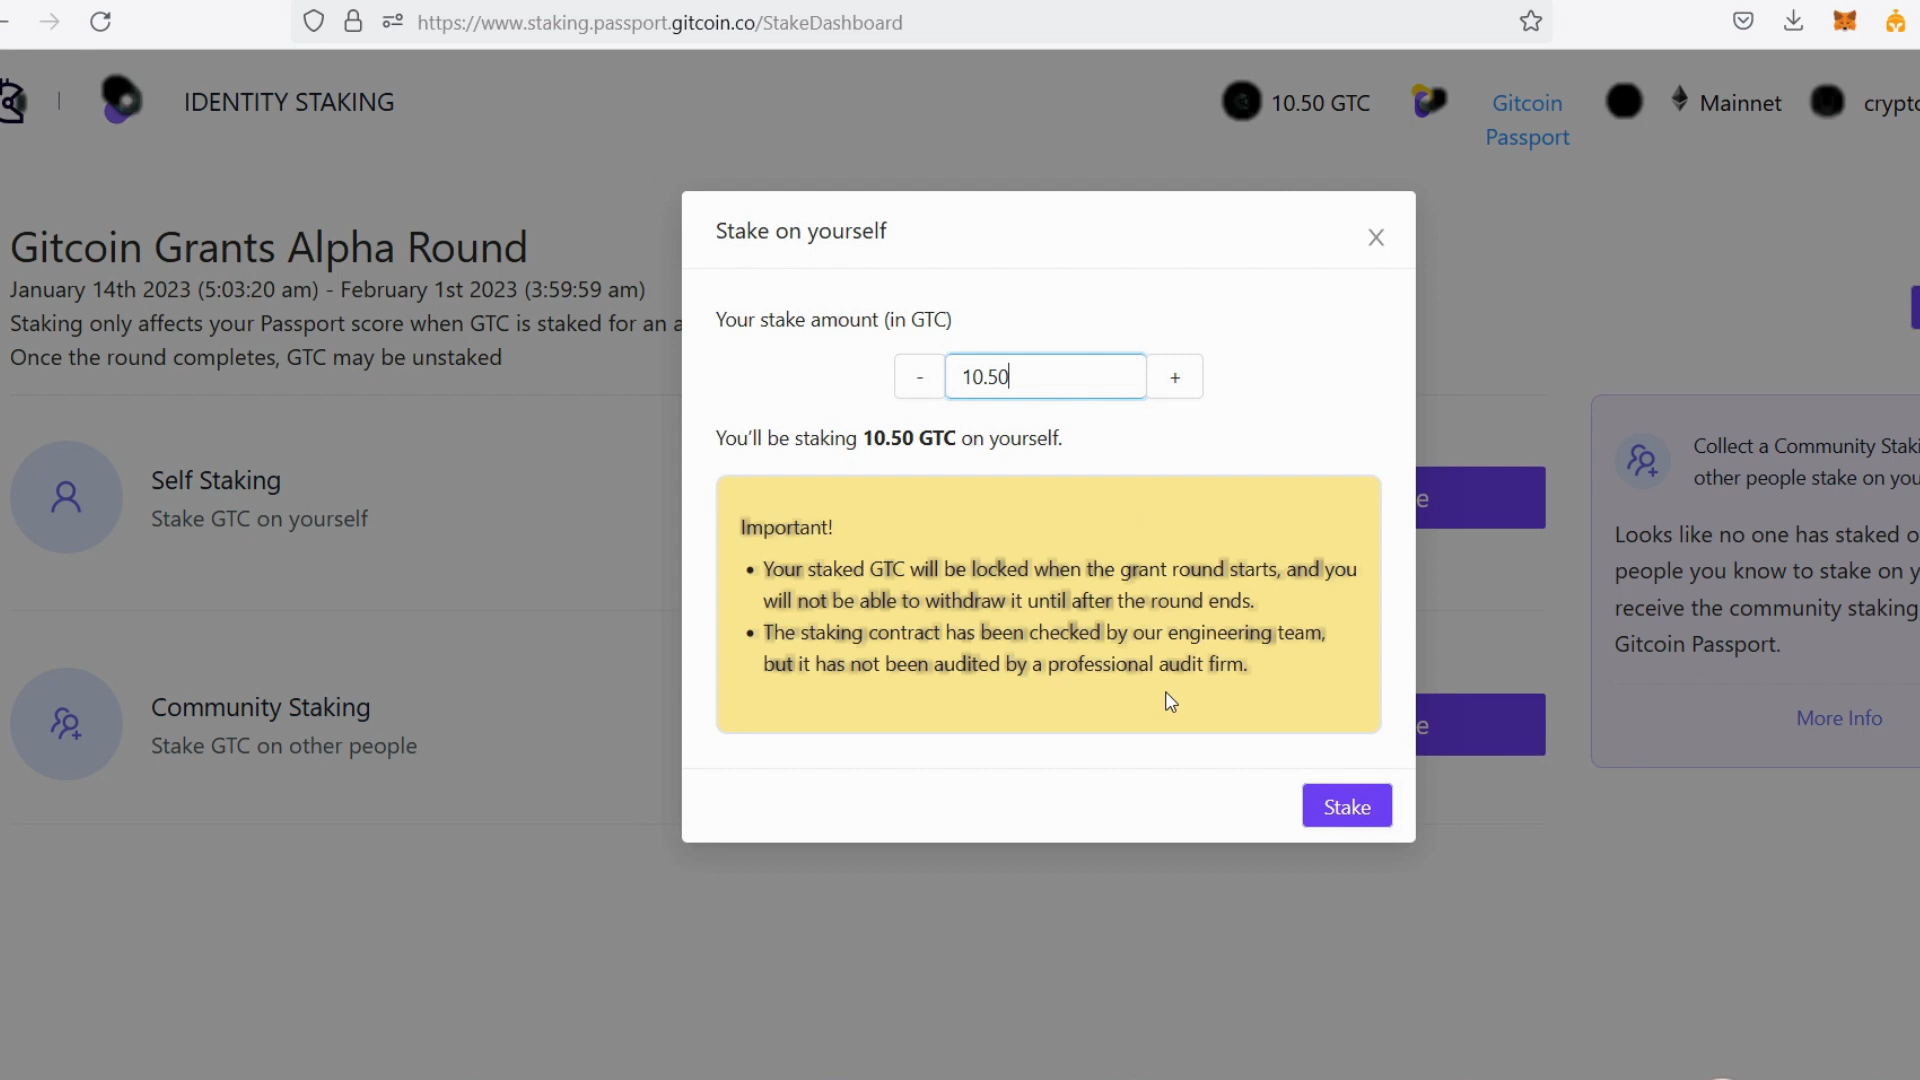 https://www.staking.passport.gitcoin.co/StakeDashboard
IDENTITY STAKING
10.50 GTC
Gitcoin
Passport
Mainnet
Gitcoin Grants Alpha Round
January 14th 2023 (5:03:20 am) - February 1st 2023 (3:59:59 am)
Staking only affects your Passport score when GTC is staked for an a
Once the round completes, GTC may be unstaked
Self Staking
Stake GTC on yourself
Community Staking
Stake GTC on other people
Stake on yourself
X
Your stake amount (in GTC)
- 10.50 +
You'll be staking 10.50 GTC on yourself.
Important!
• Your staked GTC will be locked when the grant round starts, and you
will not be able to withdraw it until after the round ends.
• The staking contract has been checked by our engineering team,
but it has not been audited by a professional audit firm.
Stake
e
e
Collect a Community Staki
other people stake on you
Looks like no one has staked o
people you know to stake on y
receive the community staking
Gitcoin Passport.
More Info